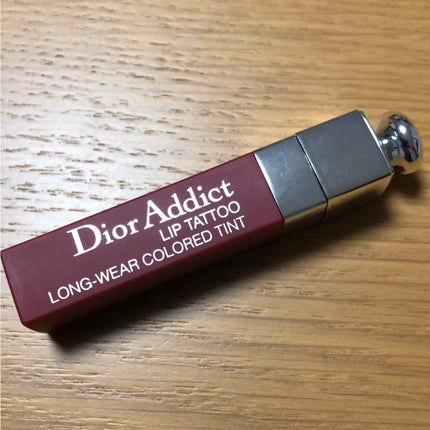 Dior Addict
LIP TATTOO
LONG-WEAR COLORED TINT